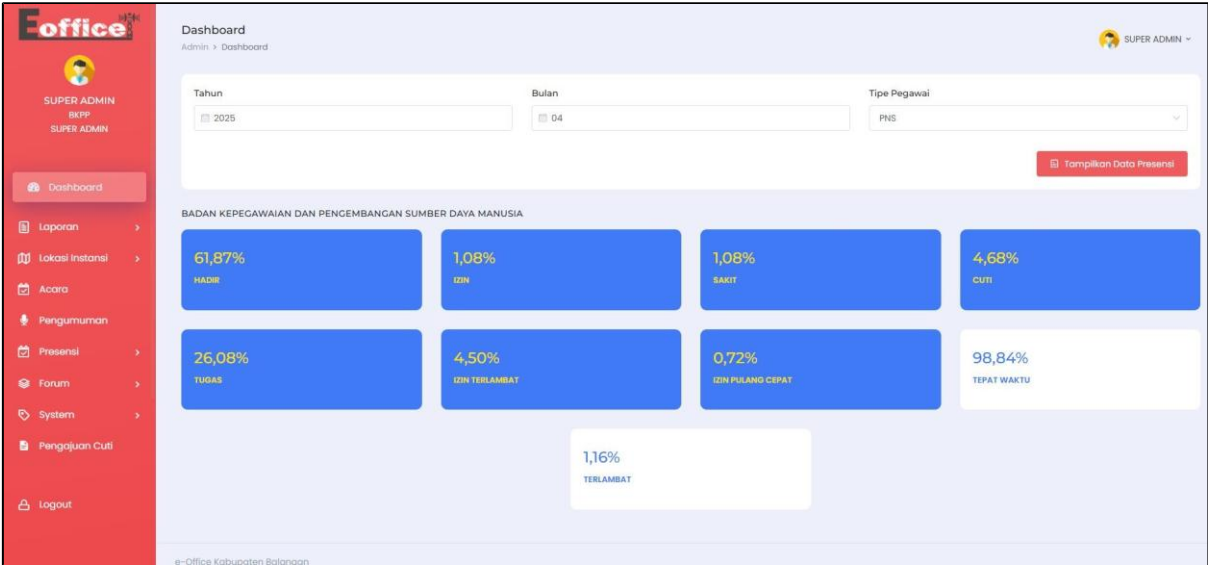 Eoffice
SUPER ADMIN
BKPP
SUPER ADMIN
Dashboard
Laporan
Lokasi Instansi
Acara
Pengumuman
Presensi
Forum
System
Pengajuan Cuti
Logout
Dashboard
Admin > Dashboard
SUPER ADMIN
Tahun
2025
Bulan
04
Tipe Pegawai
PNS
Tampilkan Data Presensi
BADAN KEPEGAWAIAN DAN PENGEMBANGAN SUMBER DAYA MANUSIA
61,87%
HADIR
1,08%
IZIN
1,08%
SAKIT
4,68%
CUTI
26,08%
TUGAS
4,50%
IZIN TERLAMBAT
0,72%
IZIN PULANG CEPAT
98,84%
TEPAT WAKTU
1,16%
TERLAMBAT
e-Office Kabupaten Balangan